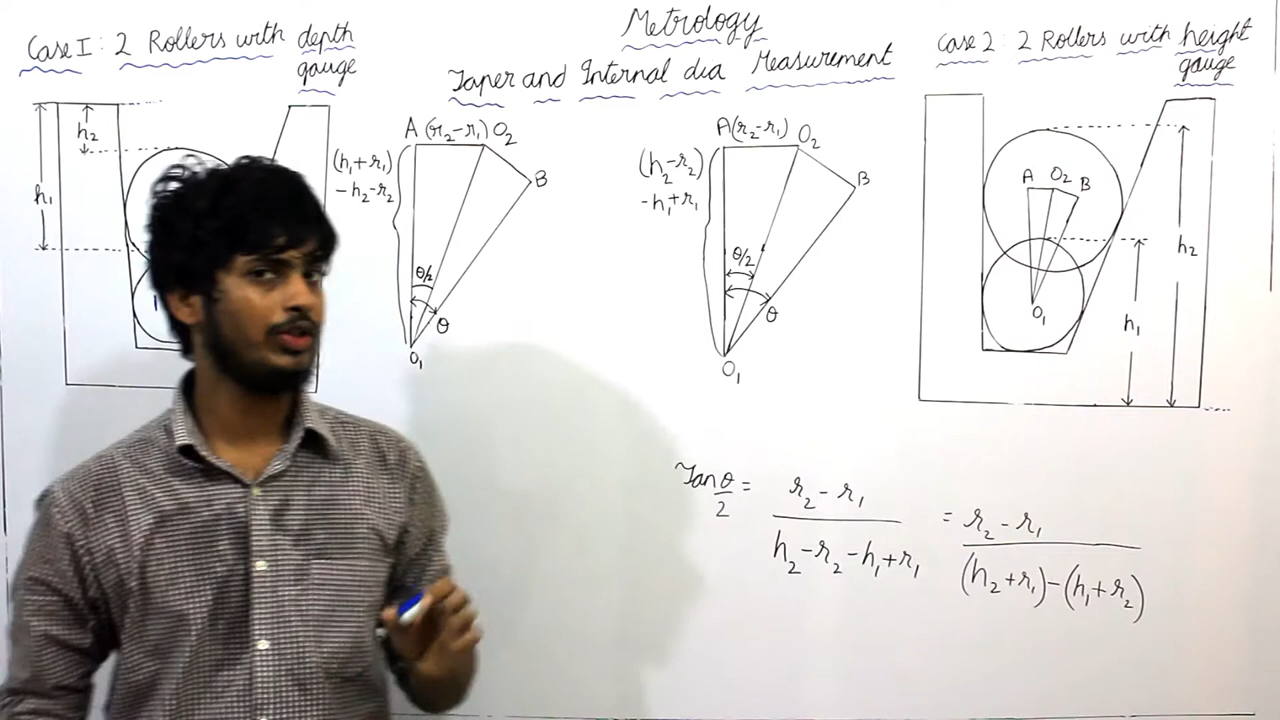 Metrology
Taper and Internal dia Measurement
Case I : 2 Rollers with depth
gauge
h2
h1
A (r2-r1) O2
(h1+r1)
-h2-r2
B
θ/2
θ
O1
A(r2-r1) O2
(h2-r2)
-h1+r1
B
θ/2
θ
O1
Case 2 : 2 Rollers with height
gauge
A O2 B
O1
h1
h2
Tan θ/2 = r2-r1 / h2-r2-h1+r1 = r2-r1 / (h2+r1)-(h1+r2)